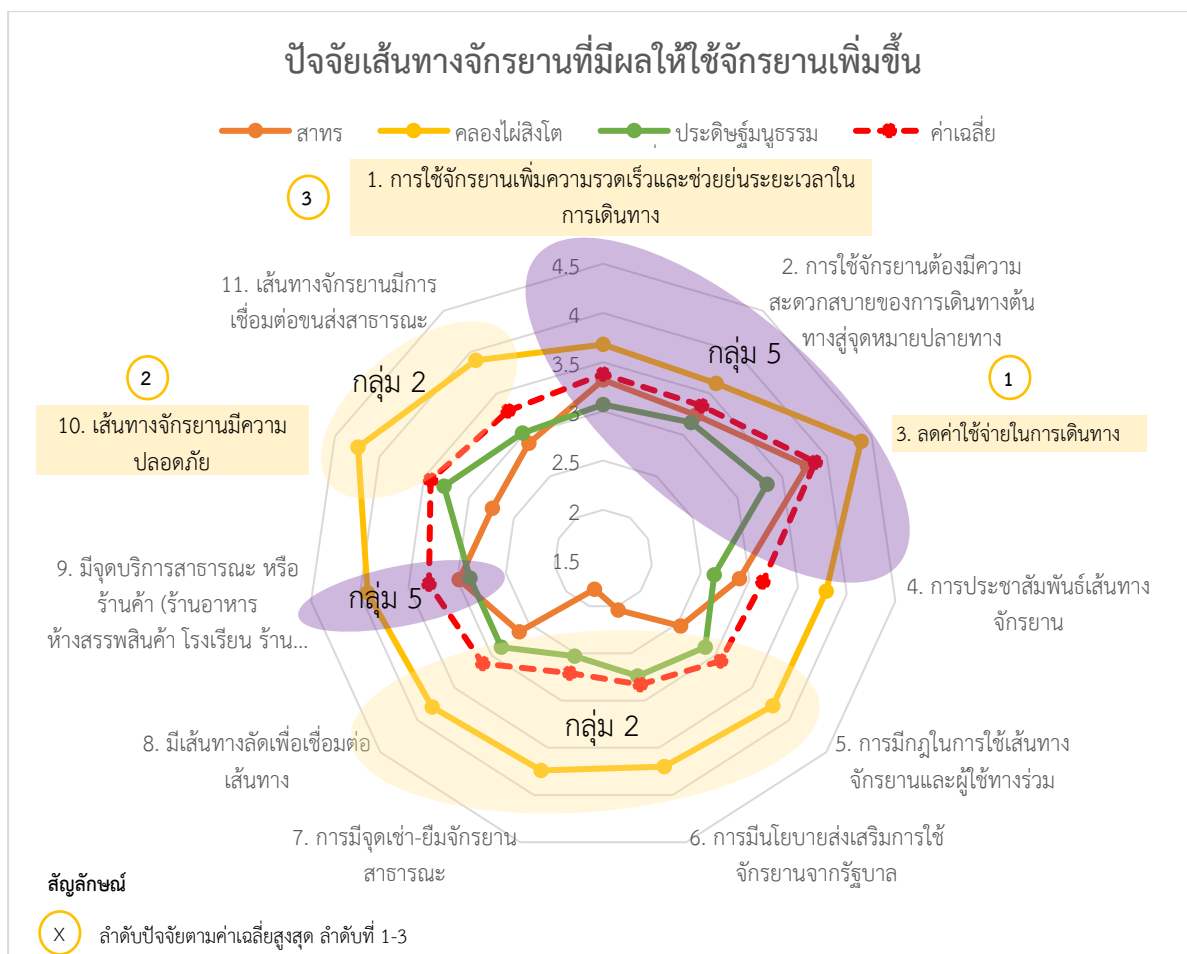 ปัจจัยเส้นทางจักรยานที่มีผลให้ใช้จักรยานเพิ่มขึ้น
สาทร
คลองไผ่สิงโต
ประดิษฐ์มนูธรรม
ค่าเฉลี่ย
3
1. การใช้จักรยานเพิ่มความรวดเร็วและช่วยย่นระยะเวลาใน
การเดินทาง
2. การใช้จักรยานต้องมีความ
สะดวกสบายของการเดินทางต้น
ทางสู่จุดหมายปลายทาง
11. เส้นทางจักรยานมีการ
เชื่อมต่อขนส่งสาธารณะ
4.5
4
3.5
3
2.5
2
1.5
กลุ่ม 5
กลุ่ม 2
2
10. เส้นทางจักรยานมีความ
ปลอดภัย
1
3. ลดค่าใช้จ่ายในการเดินทาง
9. มีจุดบริการสาธารณะ หรือ
ร้านค้า (ร้านอาหาร
ห้างสรรพสินค้า โรงเรียน ร้าน...
กลุ่ม 5
4. การประชาสัมพันธ์เส้นทาง
จักรยาน
กลุ่ม 2
8. มีเส้นทางลัดเพื่อเชื่อมต่อ
เส้นทาง
5. การมีกฎในการใช้เส้นทาง
จักรยานและผู้ใช้ทางร่วม
7. การมีจุดเช่า-ยืมจักรยาน
สาธารณะ
6. การมีนโยบายส่งเสริมการใช้
จักรยานจากรัฐบาล
สัญลักษณ์
X
ลำดับปัจจัยตามค่าเฉลี่ยสูงสุด ลำดับที่ 1-3